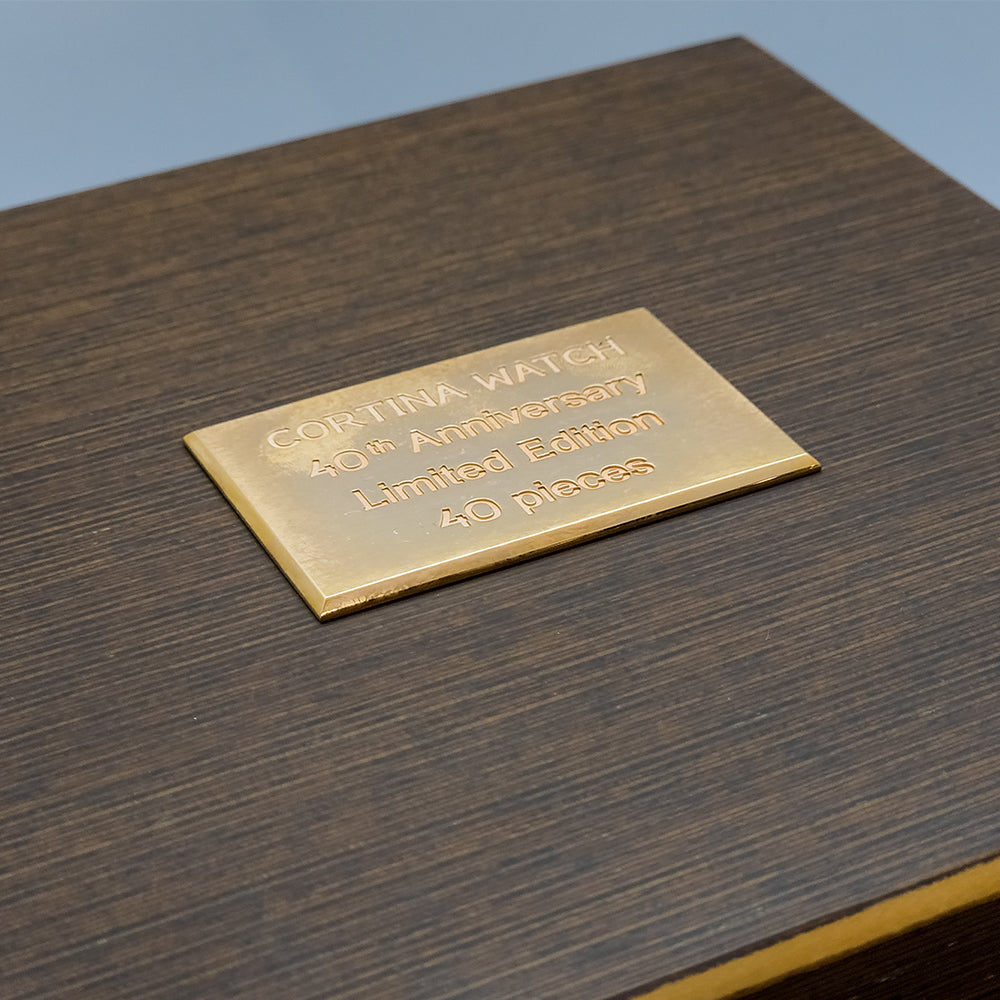 CORTINA WATCH
40th Anniversary
Limited Edition
40 pieces